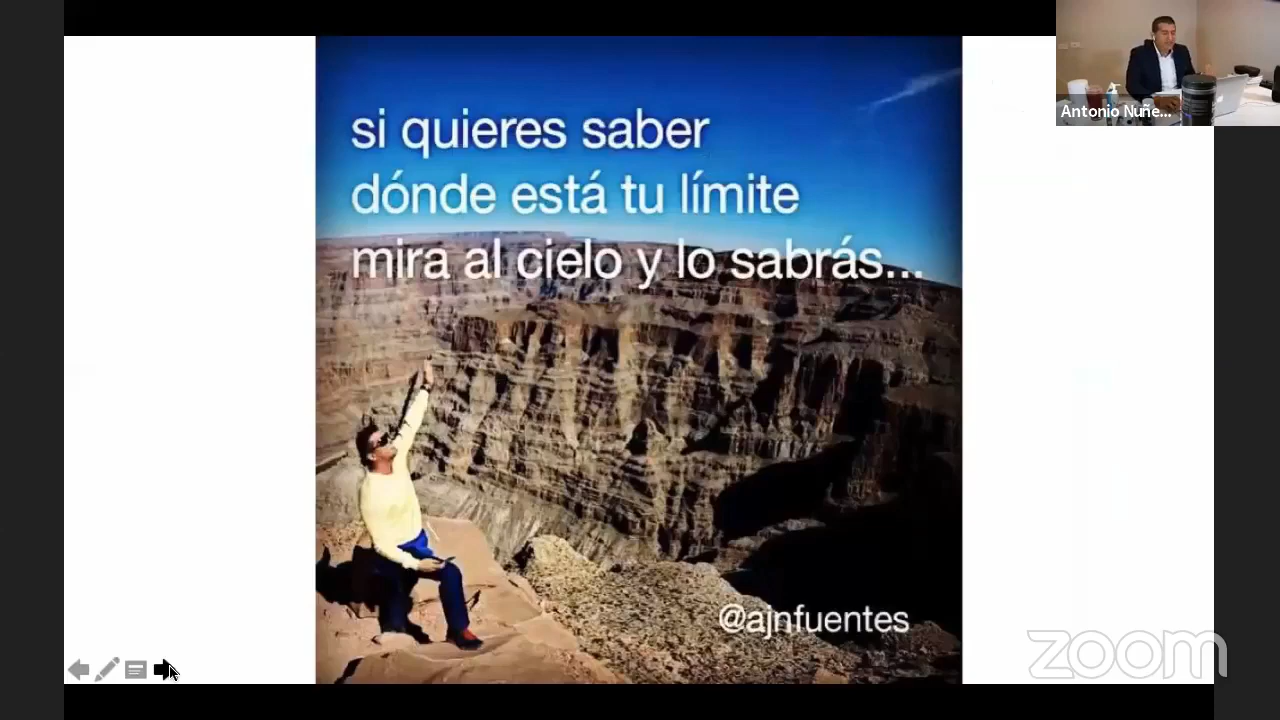 si quieres saber
dónde está tu límite
mira al cielo y lo sabrás...
@ajnfuentes
Antonio Nuñe...
zoom